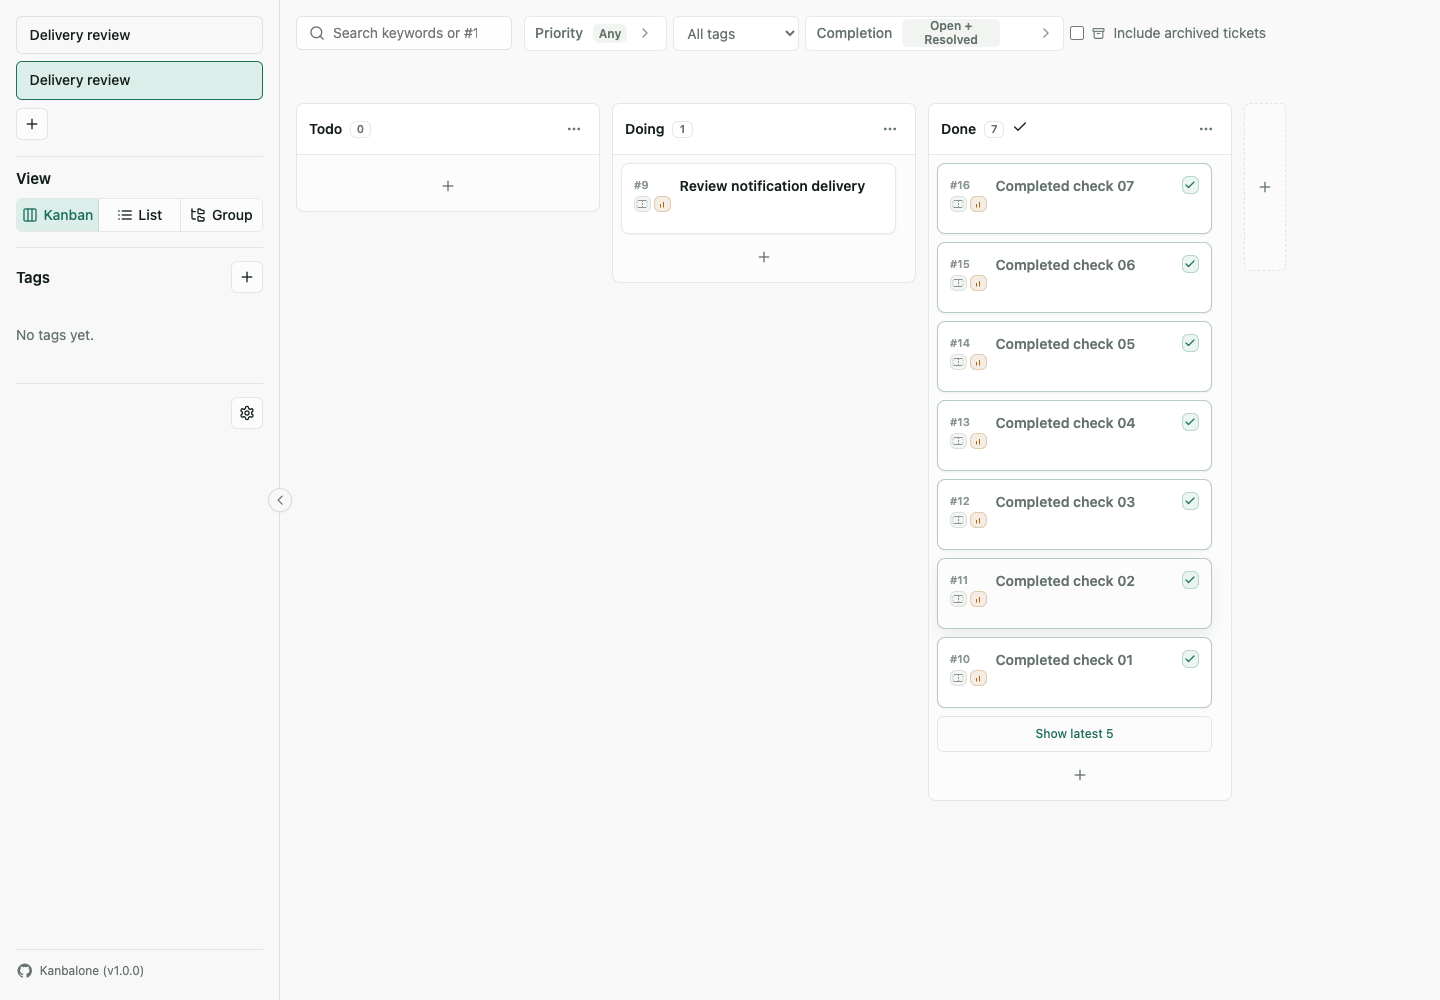 Delivery review
Delivery review
View
Kanban
List
Group
Tags
No tags yet.
Kanbalone (v1.0.0)
Search keywords or #1
Priority
Any
All tags
Completion
Open +
Resolved
Include archived tickets
Todo
0
Doing
1
#9
Review notification delivery
Done
7
#16
Completed check 07
#15
Completed check 06
#14
Completed check 05
#13
Completed check 04
#12
Completed check 03
#11
Completed check 02
#10
Completed check 01
Show latest 5